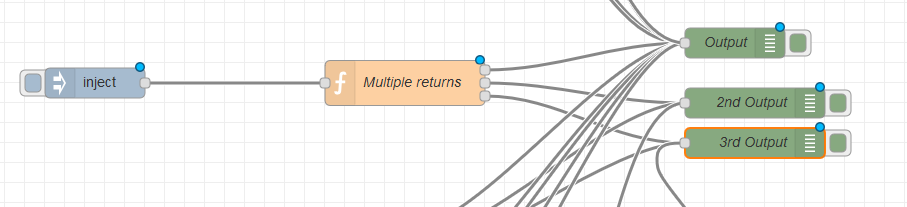 Output
inject
Multiple returns
2nd Output
3rd Output